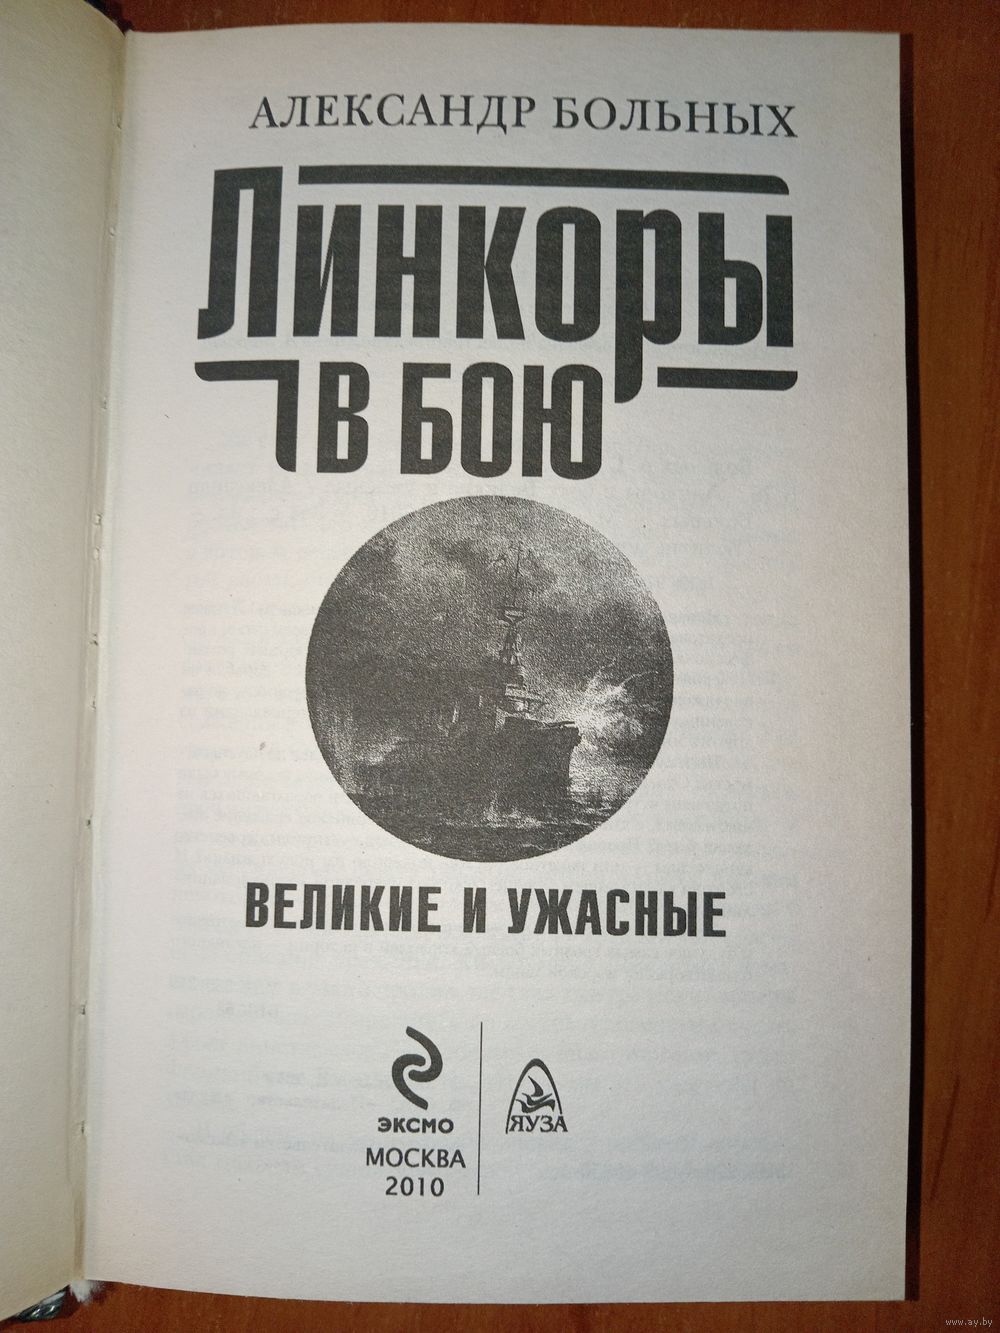 АЛЕКСАНДР БОЛЬНЫХ
ЛИНКОРЫ
В БОЮ
ВЕЛИКИЕ И УЖАСНЫЕ
ЭКСМО
МОСКВА
2010
ЯУЗА
www.ay.by